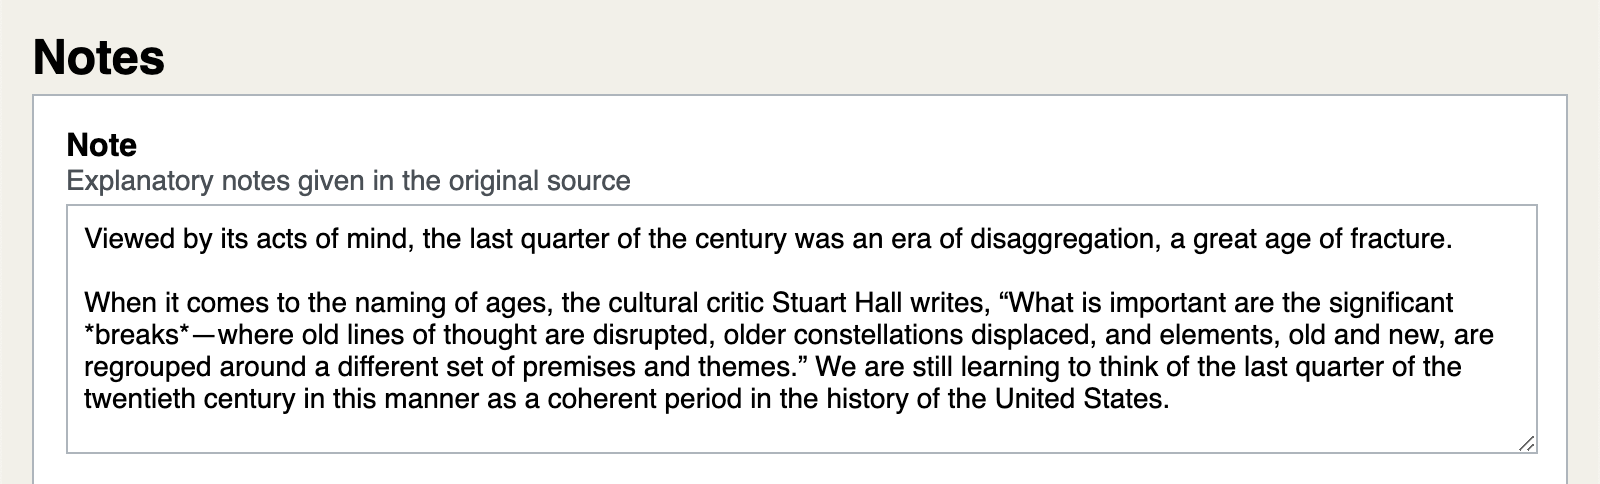 Notes
Note
Explanatory notes given in the original source
Viewed by its acts of mind, the last quarter of the century was an era of disaggregation, a great age of fracture.
When it comes to the naming of ages, the cultural critic Stuart Hall writes, “What is important are the significant
*breaks*—where old lines of thought are disrupted, older constellations displaced, and elements, old and new, are
regrouped around a different set of premises and themes.” We are still learning to think of the last quarter of the
twentieth century in this manner as a coherent period in the history of the United States.